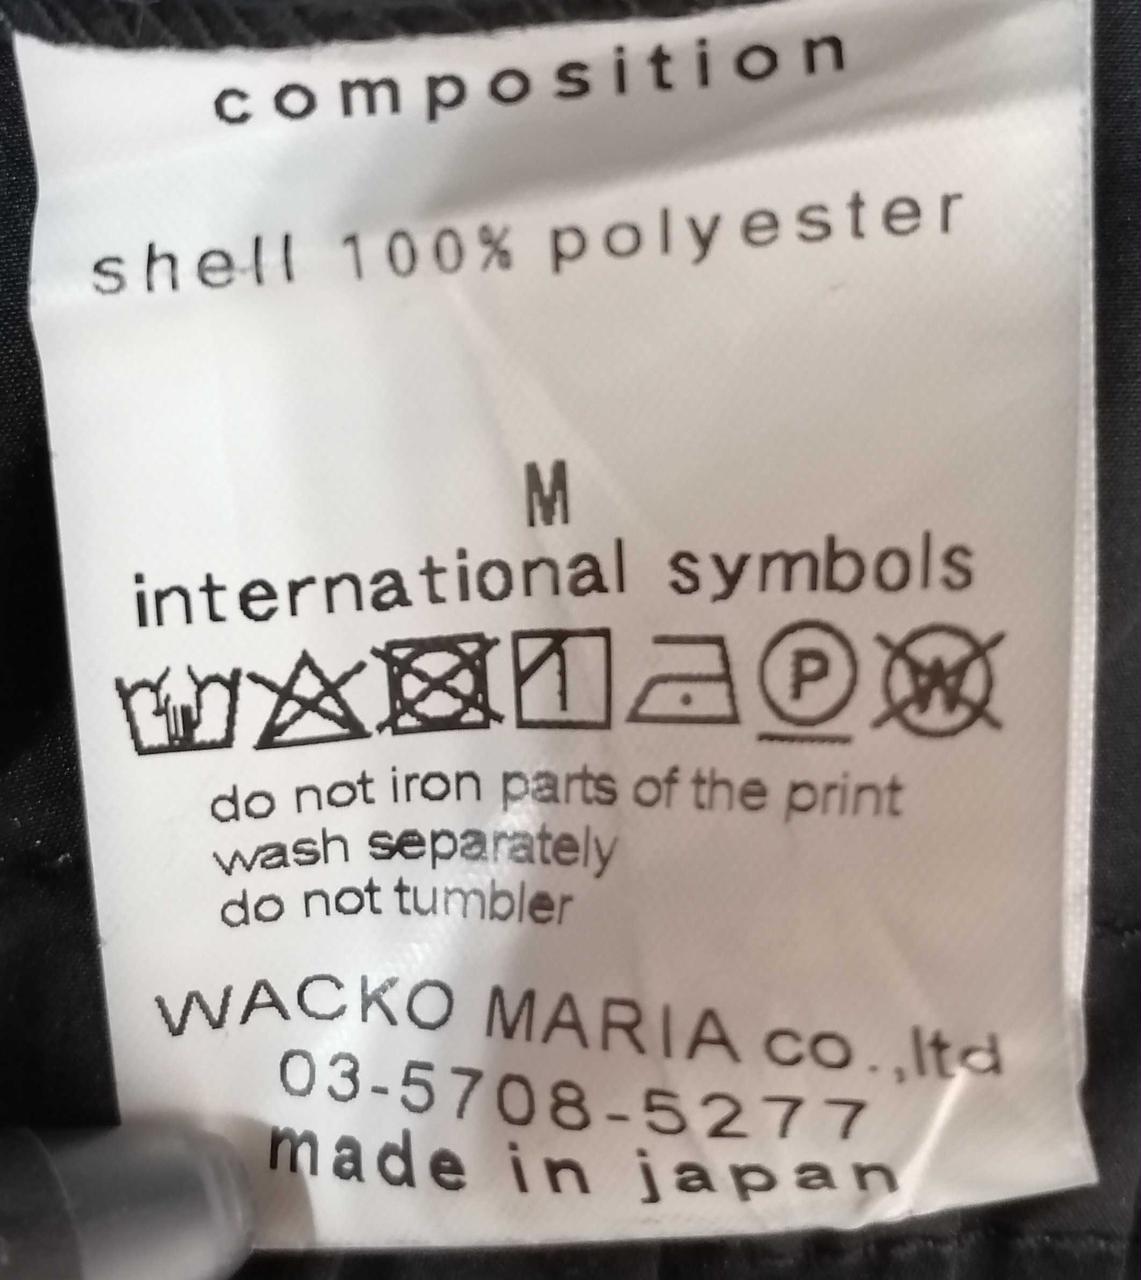 composition
shell 100% polyester
M
international symbols
P W
do not iron parts of the print
wash separately
do not tumbler
WACKO MARIA co.,ltd
03-5708-5277
made in japan